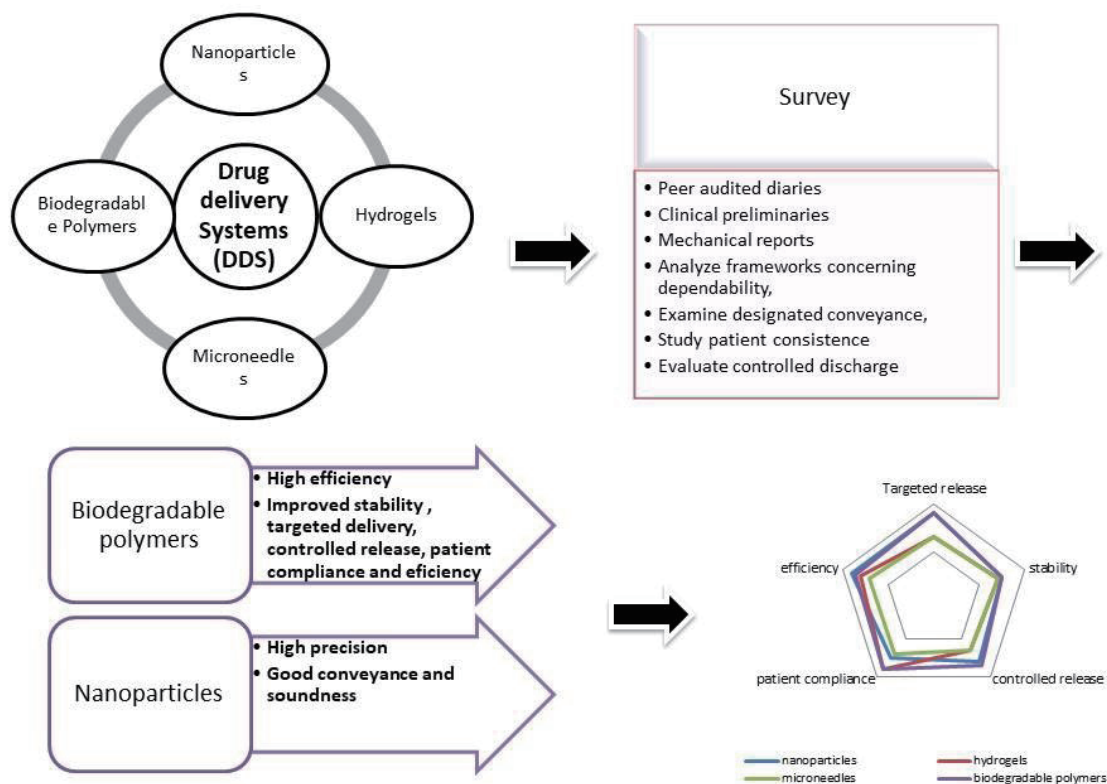 Nanoparticle
s
Biodegradabl
e Polymers
Drug
delivery
Systems
(DDS)
Hydrogels
Microneedle
s
Survey
• Peer audited diaries
• Clinical preliminaries
• Mechanical reports
• Analyze frameworks concerning
dependability,
• Examine designated conveyance,
• Study patient consistence
• Evaluate controlled discharge
Biodegradable
polymers
• High efficiency
• Improved stability ,
targeted delivery,
controlled release, patient
compliance and eficiency
Nanoparticles
• High precision
• Good conveyance and
soundness
Targeted release
efficiency
stability
patient compliance
controlled release
nanoparticles
hydrogels
microneedles
biodegradable polymers